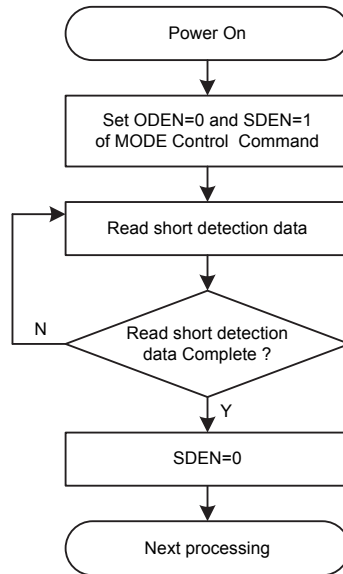 Power On
Set ODEN=0 and SDEN=1
of MODE Control Command
Read short detection data
Read short detection
data Complete ?
N
Y
SDEN=0
Next processing